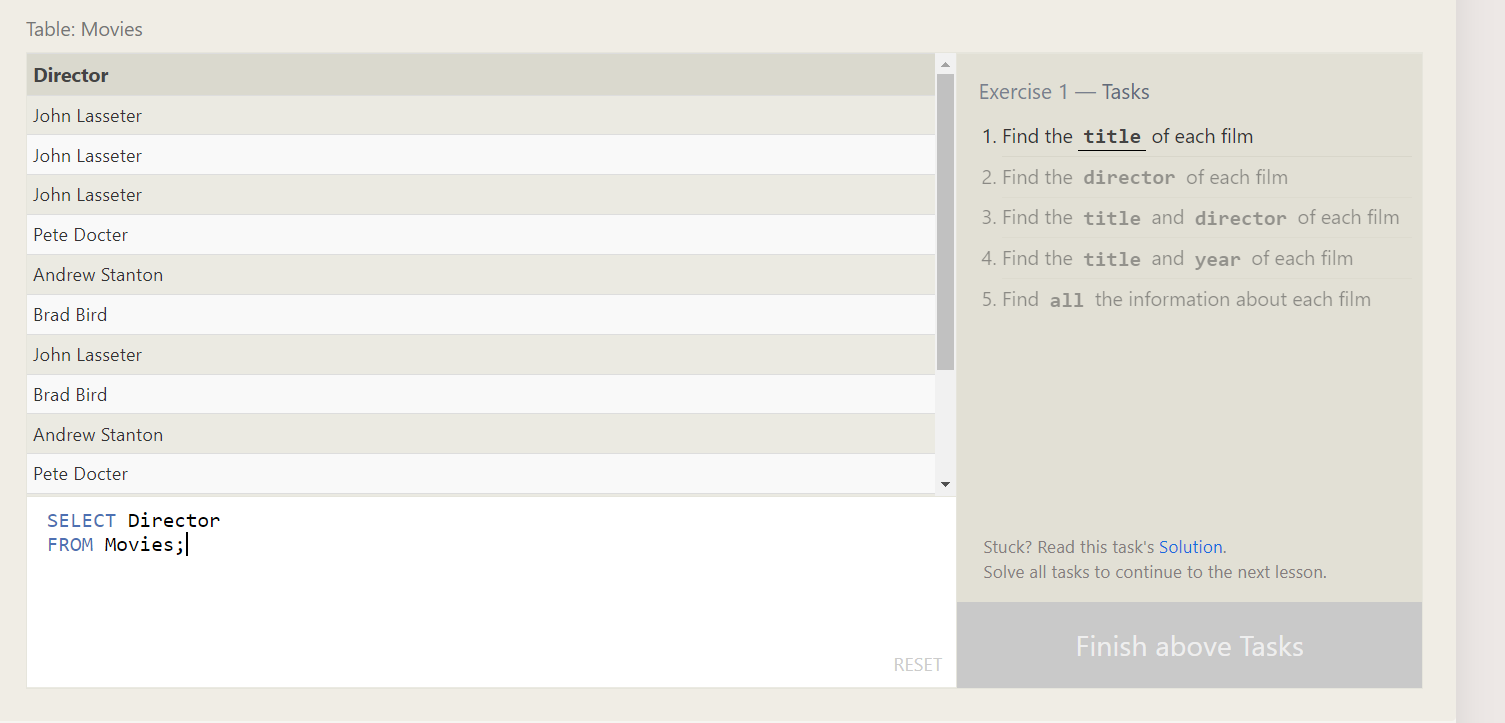 Table: Movies
Director
John Lasseter
John Lasseter
John Lasseter
Pete Docter
Andrew Stanton
Brad Bird
John Lasseter
Brad Bird
Andrew Stanton
Pete Docter
SELECT Director
FROM Movies;
RESET
Exercise 1 — Tasks
1. Find the title of each film
2. Find the director of each film
3. Find the title and director of each film
4. Find the title and year of each film
5. Find all the information about each film
Stuck? Read this task's Solution.
Solve all tasks to continue to the next lesson.
Finish above Tasks